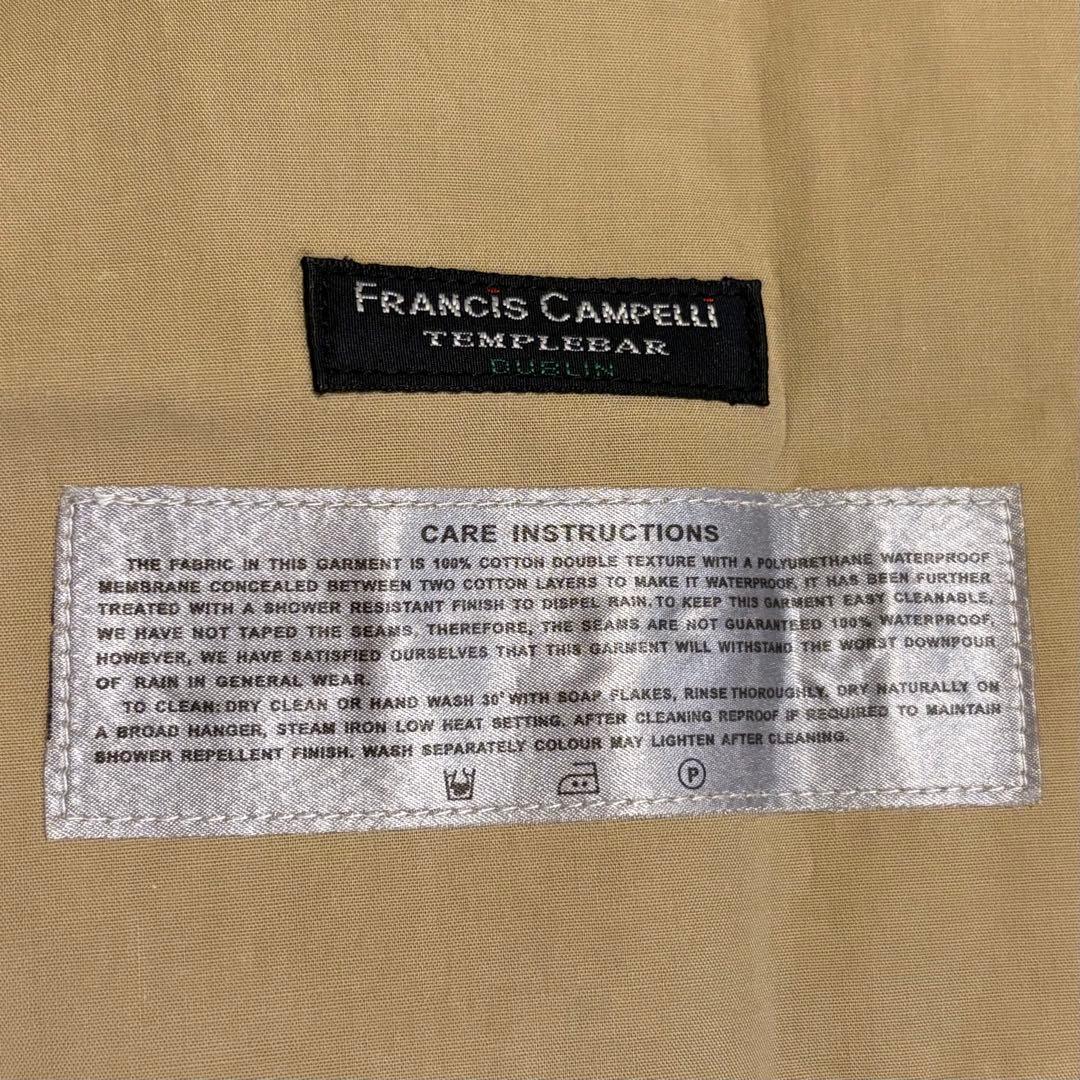 FRANCIS CAMPELLI
TEMPLEBAR
DUBLIN
CARE INSTRUCTIONS
THE FABRIC IN THIS GARMENT IS 100% COTTON DOUBLE TEXTURE WITH A POLYURETHANE WATERPROOF
MEMBRANE CONCEALED BETWEEN TWO COTTON LAYERS TO MAKE IT WATERPROOF, IT HAS BEEN FURTHER
TREATED WITH A SHOWER RESISTANT FINISH TO DISPEL RAIN. TO KEEP THIS GARMENT EASY CLEANABLE,
WE HAVE NOT TAPED THE SEAMS, THEREFORE, THE SEAMS ARE NOT GUARANTEED 100% WATERPROOF,
HOWEVER, WE HAVE SATISFIED OURSELVES THAT THIS GARMENT WILL WITHSTAND THE WORST DOWNPOUR
OF RAIN IN GENERAL WEAR.
TO CLEAN: DRY CLEAN OR HAND WASH 30° WITH SOAP FLAKES, RINSE THOROUGHLY, DRY NATURALLY ON
A BROAD HANGER, STEAM IRON LOW HEAT SETTING. AFTER CLEANING REPROOF IF REQUIRED TO MAINTAIN
SHOWER REPELLENT FINISH. WASH SEPARATELY COLOUR MAY LIGHTEN AFTER CLEANING.
P